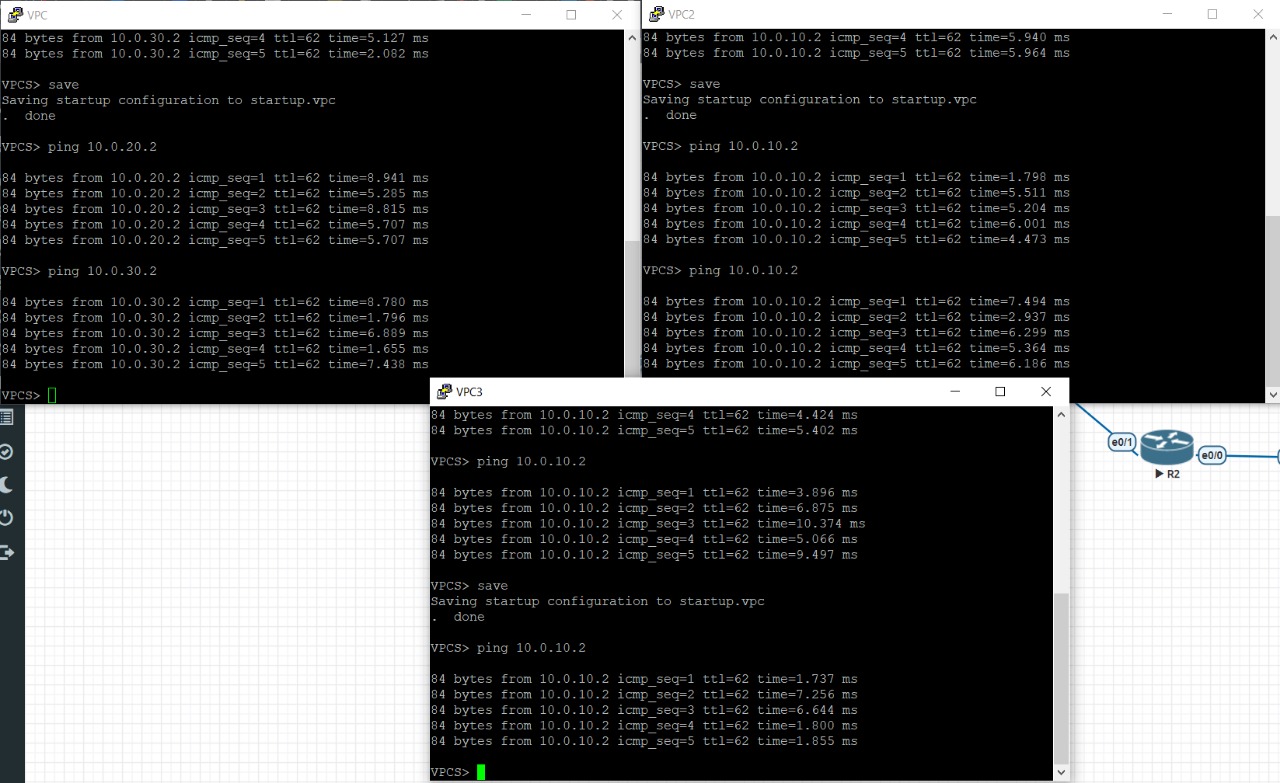 VPC
84 bytes from 10.0.30.2 icmp_seq=4 ttl=62 time=5.127 ms
84 bytes from 10.0.30.2 icmp_seq=5 ttl=62 time=2.082 ms
VPCS> save
Saving startup configuration to startup.vpc
.  done
VPCS> ping 10.0.20.2
84 bytes from 10.0.20.2 icmp_seq=1 ttl=62 time=8.941 ms
84 bytes from 10.0.20.2 icmp_seq=2 ttl=62 time=5.285 ms
84 bytes from 10.0.20.2 icmp_seq=3 ttl=62 time=8.815 ms
84 bytes from 10.0.20.2 icmp_seq=4 ttl=62 time=5.707 ms
84 bytes from 10.0.20.2 icmp_seq=5 ttl=62 time=5.707 ms
VPCS> ping 10.0.30.2
84 bytes from 10.0.30.2 icmp_seq=1 ttl=62 time=8.780 ms
84 bytes from 10.0.30.2 icmp_seq=2 ttl=62 time=1.796 ms
84 bytes from 10.0.30.2 icmp_seq=3 ttl=62 time=6.889 ms
84 bytes from 10.0.30.2 icmp_seq=4 ttl=62 time=1.655 ms
84 bytes from 10.0.30.2 icmp_seq=5 ttl=62 time=7.438 ms
VPCS>
VPC2
84 bytes from 10.0.10.2 icmp_seq=4 ttl=62 time=5.940 ms
84 bytes from 10.0.10.2 icmp_seq=5 ttl=62 time=5.964 ms
VPCS> save
Saving startup configuration to startup.vpc
.  done
VPCS> ping 10.0.10.2
84 bytes from 10.0.10.2 icmp_seq=1 ttl=62 time=1.798 ms
84 bytes from 10.0.10.2 icmp_seq=2 ttl=62 time=5.511 ms
84 bytes from 10.0.10.2 icmp_seq=3 ttl=62 time=5.204 ms
84 bytes from 10.0.10.2 icmp_seq=4 ttl=62 time=6.001 ms
84 bytes from 10.0.10.2 icmp_seq=5 ttl=62 time=4.473 ms
VPCS> ping 10.0.10.2
84 bytes from 10.0.10.2 icmp_seq=1 ttl=62 time=7.494 ms
84 bytes from 10.0.10.2 icmp_seq=2 ttl=62 time=2.937 ms
84 bytes from 10.0.10.2 icmp_seq=3 ttl=62 time=6.299 ms
84 bytes from 10.0.10.2 icmp_seq=4 ttl=62 time=5.364 ms
84 bytes from 10.0.10.2 icmp_seq=5 ttl=62 time=6.186 ms
VPC3
84 bytes from 10.0.10.2 icmp_seq=4 ttl=62 time=4.424 ms
84 bytes from 10.0.10.2 icmp_seq=5 ttl=62 time=5.402 ms
VPCS> ping 10.0.10.2
84 bytes from 10.0.10.2 icmp_seq=1 ttl=62 time=3.896 ms
84 bytes from 10.0.10.2 icmp_seq=2 ttl=62 time=6.875 ms
84 bytes from 10.0.10.2 icmp_seq=3 ttl=62 time=10.374 ms
84 bytes from 10.0.10.2 icmp_seq=4 ttl=62 time=5.066 ms
84 bytes from 10.0.10.2 icmp_seq=5 ttl=62 time=9.497 ms
VPCS> save
Saving startup configuration to startup.vpc
.  done
VPCS> ping 10.0.10.2
84 bytes from 10.0.10.2 icmp_seq=1 ttl=62 time=1.737 ms
84 bytes from 10.0.10.2 icmp_seq=2 ttl=62 time=7.256 ms
84 bytes from 10.0.10.2 icmp_seq=3 ttl=62 time=6.644 ms
84 bytes from 10.0.10.2 icmp_seq=4 ttl=62 time=1.800 ms
84 bytes from 10.0.10.2 icmp_seq=5 ttl=62 time=1.855 ms
VPCS>
e0/1
e0/0
R2